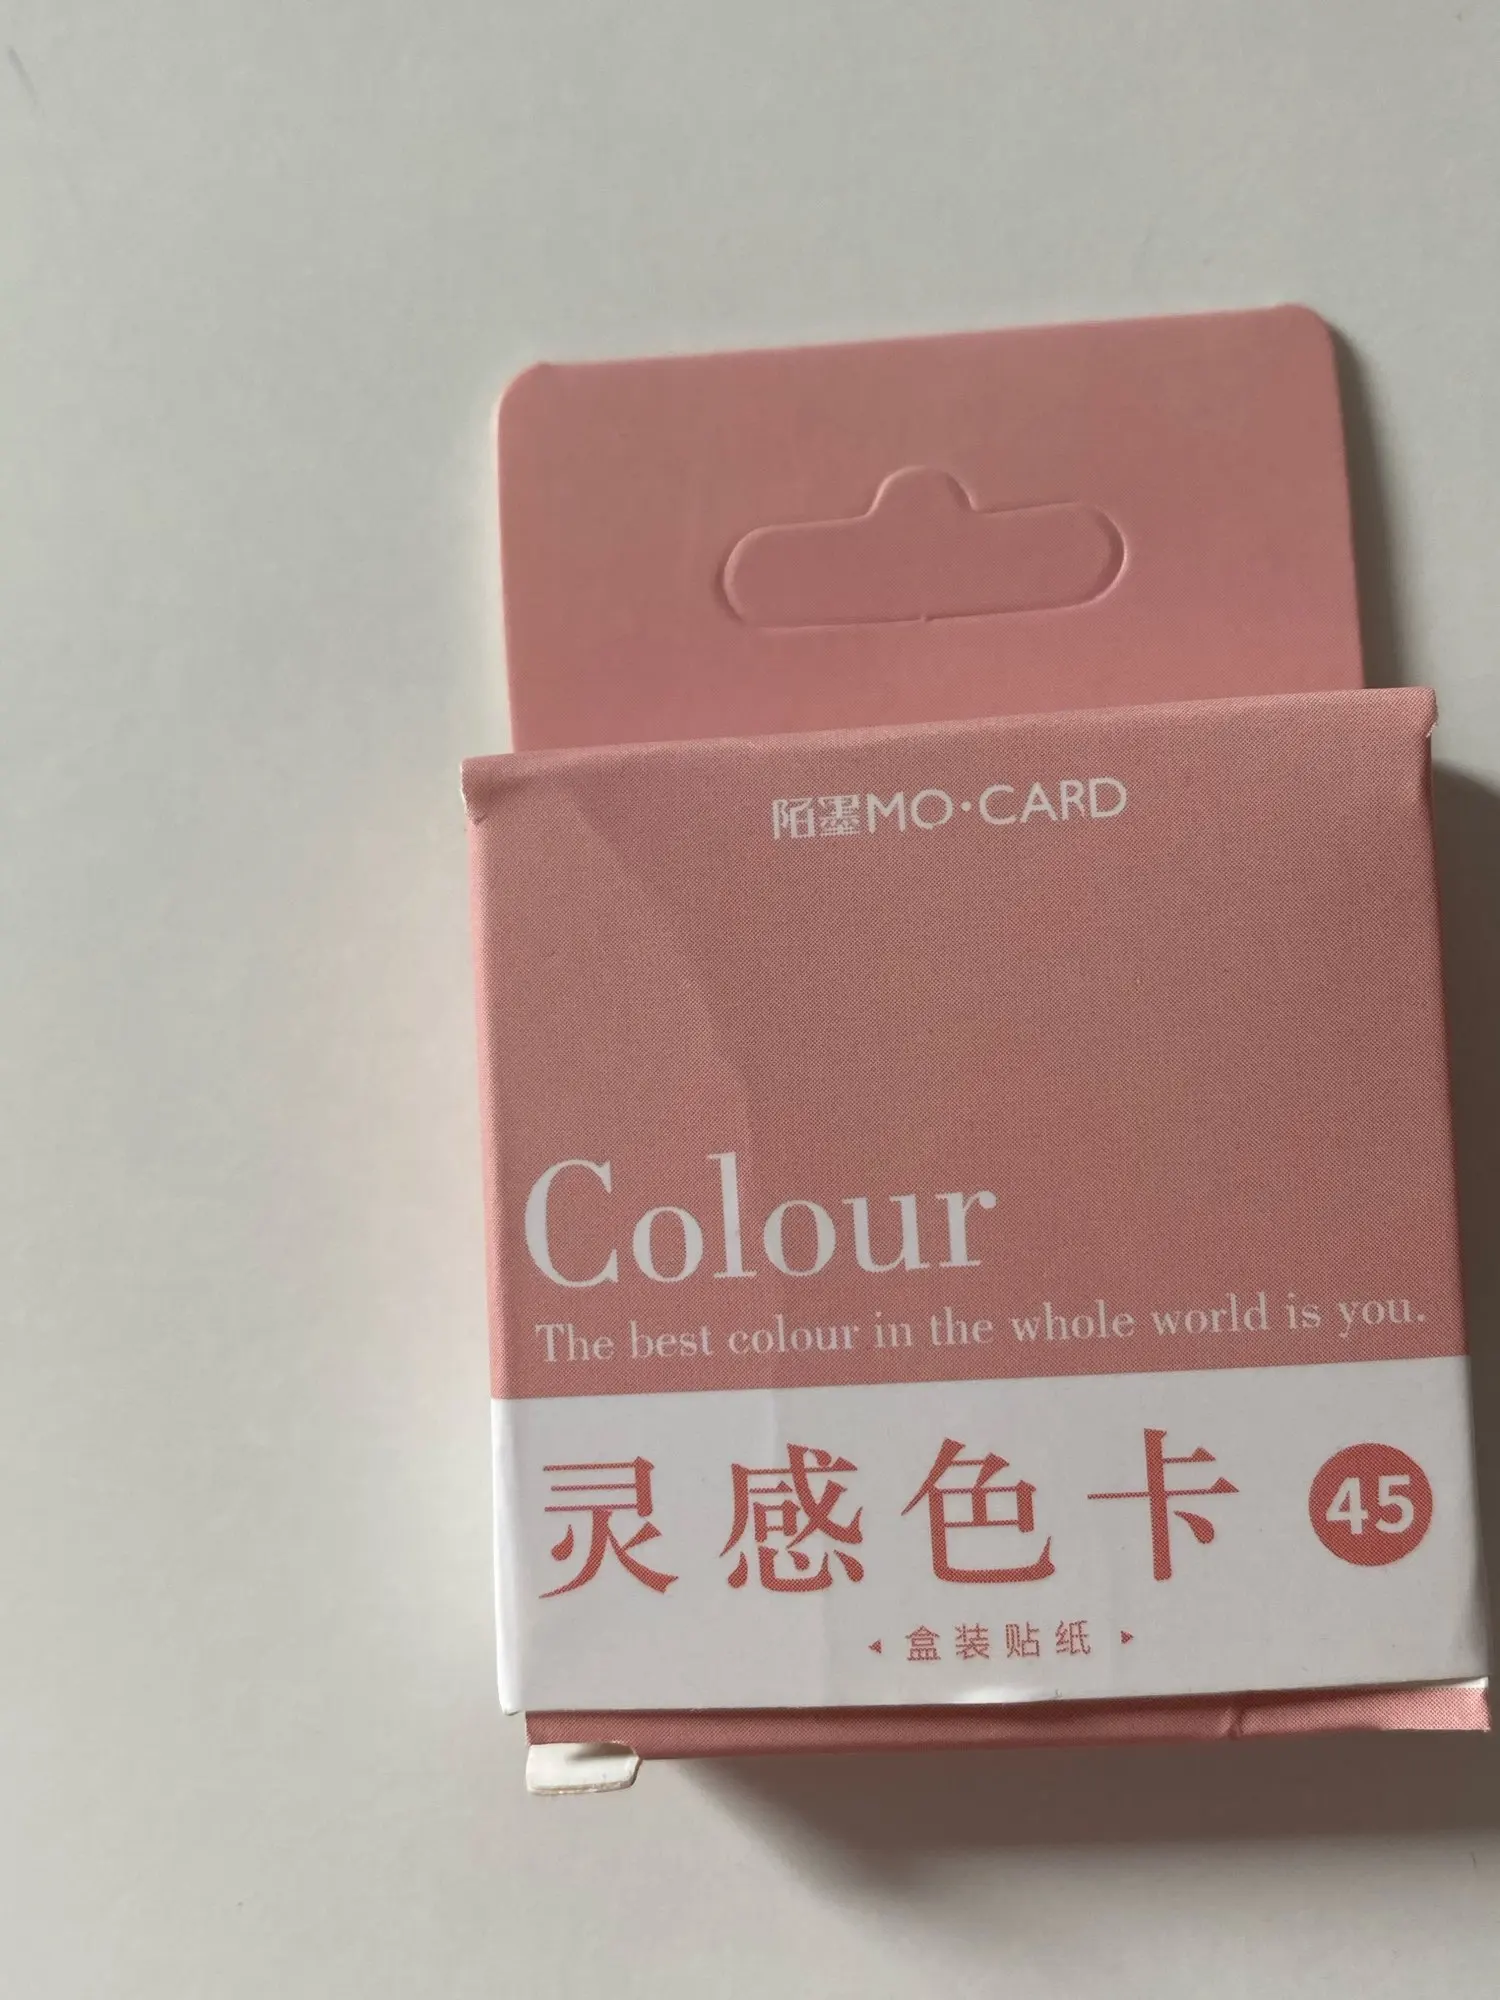 陌墨MO·CARD
Colour
The best colour in the whole world is you.
灵感色卡 45
盒装贴纸